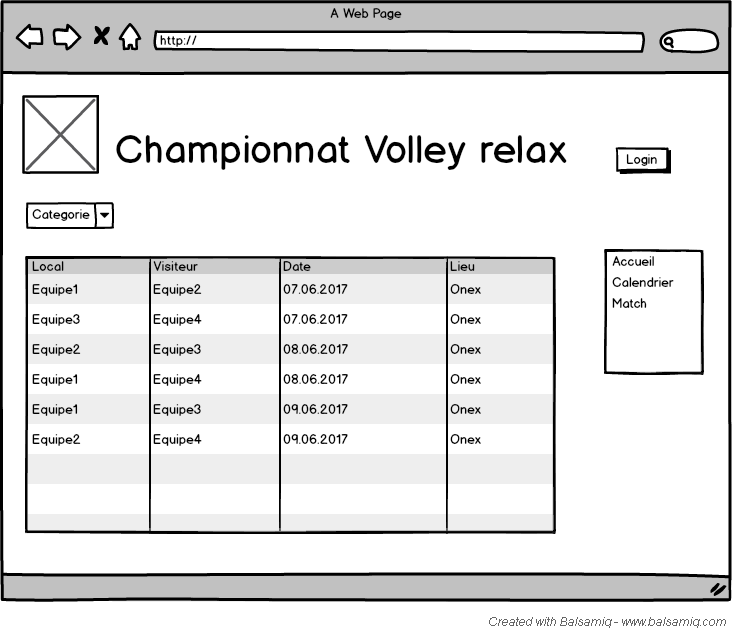 A Web Page
http://
Championnat Volley relax
Login
Categorie
Local Visiteur Date Lieu
Equipe1 Equipe2 07.06.2017 Onex
Equipe3 Equipe4 07.06.2017 Onex
Equipe2 Equipe3 08.06.2017 Onex
Equipe1 Equipe4 08.06.2017 Onex
Equipe1 Equipe3 09.06.2017 Onex
Equipe2 Equipe4 09.06.2017 Onex
Accueil
Calendrier
Match
Created with Balsamiq - www.balsamiq.com